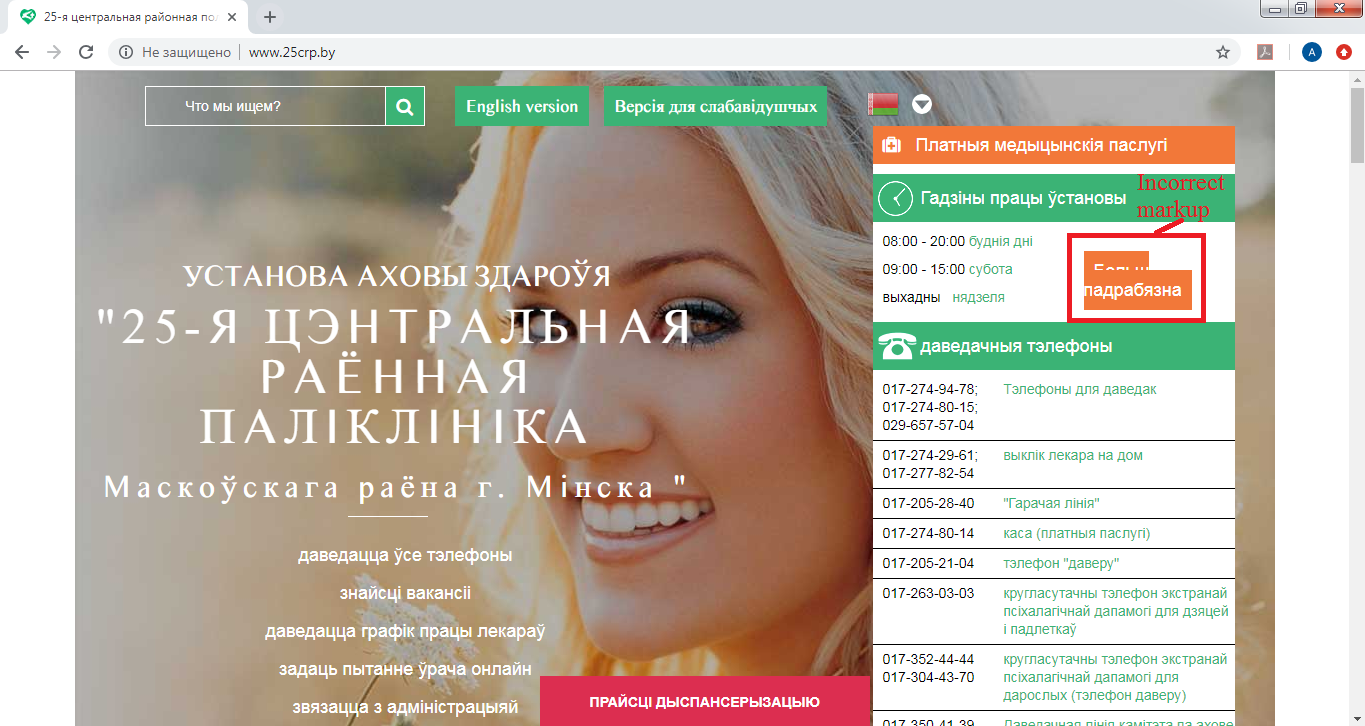 25-я центральная районная пол
Не защищено
www.25crp.by
A
Что мы ищем?
English version
Версія для слабавідушчых
УСТАНОВА АХОВЫ ЗДАРОЎЯ
"25-Я ЦЭНТРАЛЬНАЯ
РАЁННАЯ
ПАЛІКЛІНІКА
Маскоўскага раёна г. Мінска "
даведацца ўсе тэлефоны
знайсці вакансіі
даведацца графік працы лекараў
задаць пытанне ўрача онлайн
звязацца з адміністрацыяй
ПРАЙСЦІ ДЫСПАНСЕРЫЗАЦЫЮ
Платныя медыцынскія паслугі
Гадзіны працы ўстановы
Incorrect
markup
08:00 - 20:00 буднія дні
09:00 - 15:00 субота
выхадны нядзеля
падрабязна
даведачныя тэлефоны
017-274-94-78; Тэлефоны для даведак
017-274-80-15;
029-657-57-04
017-274-29-61; выклік лекара на дом
017-277-82-54
017-205-28-40 "Гарачая лінія"
017-274-80-14 каса (платныя паслугі)
017-205-21-04 тэлефон "даверу"
017-263-03-03 кругласутачны тэлефон экстранай
псіхалагічнай дапамогі для дзяцей
і падлеткаў
017-352-44-44 кругласутачны тэлефон экстранай
017-304-43-70 псіхалагічнай дапамогі для
дарослых (тэлефон даверу)
017-350-41-39 Даведачная лінія камітэта па ахове